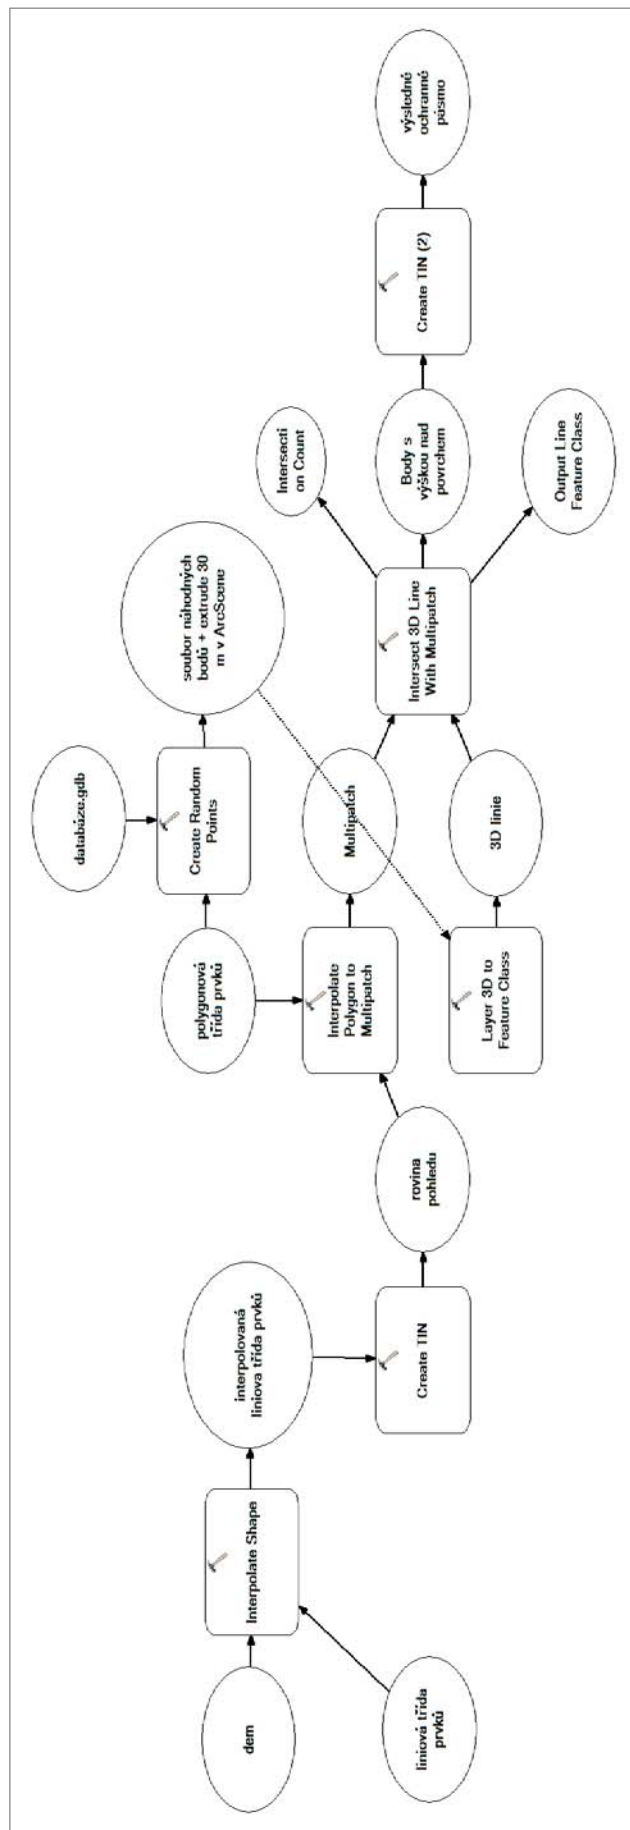 dem
liniová třída
prvků
Interpolate Shape
interpolovaná
liniova třída prvků
Create TIN
rovina
pohledu
polygonová
třída prvků
Interpolate
Polygon to
Multipatch
Layer 3D to
Feature Class
databáze.gdb
Create Random
Points
Multipatch
3D linie
soubor náhodných
bodů + extrude 30
m v ArcScene
Intersect 3D Line
With Multipatch
Intersecti
on Count
Body s
výškou nad
povrchem
Output Line
Feature Class
Create TIN (2)
výsledné
ochranné
pásmo